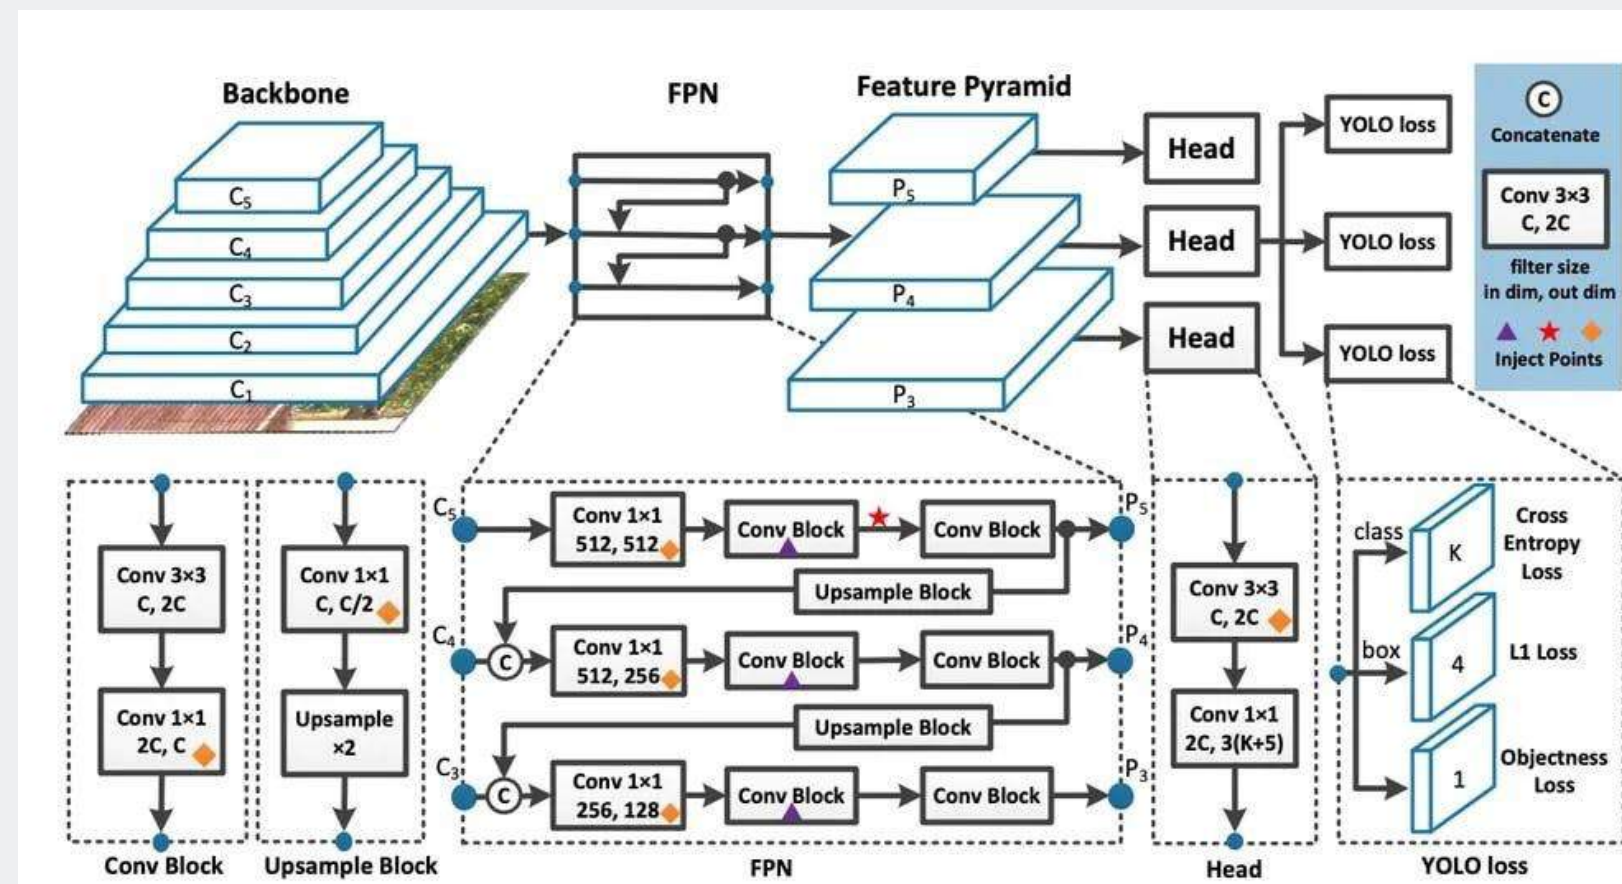 Backbone
FPN
Feature Pyramid
C5
C4
C3
C2
C1
P5
P4
P3
Head
Head
Head
YOLO loss
YOLO loss
YOLO loss
C
Concatenate
Conv 3×3
C, 2C
filter size
in dim, out dim
Inject Points
Conv 3×3
C, 2C
Conv 1×1
2C, C
Conv Block
Conv 1×1
C, C/2
Upsample
×2
Upsample Block
C5
Conv 1×1
512, 512
Conv Block
Conv Block
P5
Upsample Block
C4
C
Conv 1×1
512, 256
Conv Block
Conv Block
P4
Upsample Block
C3
C
Conv 1×1
256, 128
Conv Block
Conv Block
P3
FPN
Conv 3×3
C, 2C
Conv 1×1
2C, 3(K+5)
Head
class
K
Cross
Entropy
Loss
box
4
L1 Loss
1
Objectness
Loss
YOLO loss